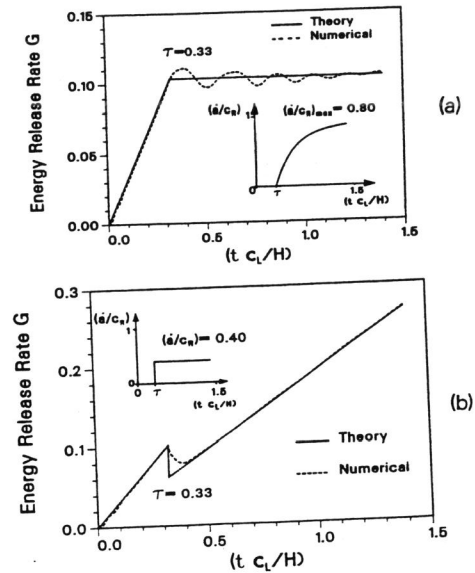 0.15
Theory
Numerical
τ = 0.33
Energy Release Rate G
0.10
(ȧ/c_R)
(ȧ/c_R)max = 0.80
(a)
0.05
0
τ
1.5
(t c_L/H)
0.00
0.0
0.5
1.0
1.5
(t c_L/H)
0.3
(ȧ/c_R)
1
(ȧ/c_R) = 0.40
0
0
τ
1.5
(t c_L/H)
Energy Release Rate G
0.2
(b)
0.1
Theory
Numerical
τ = 0.33
0.0
0.0
0.5
1.0
1.5
(t c_L/H)